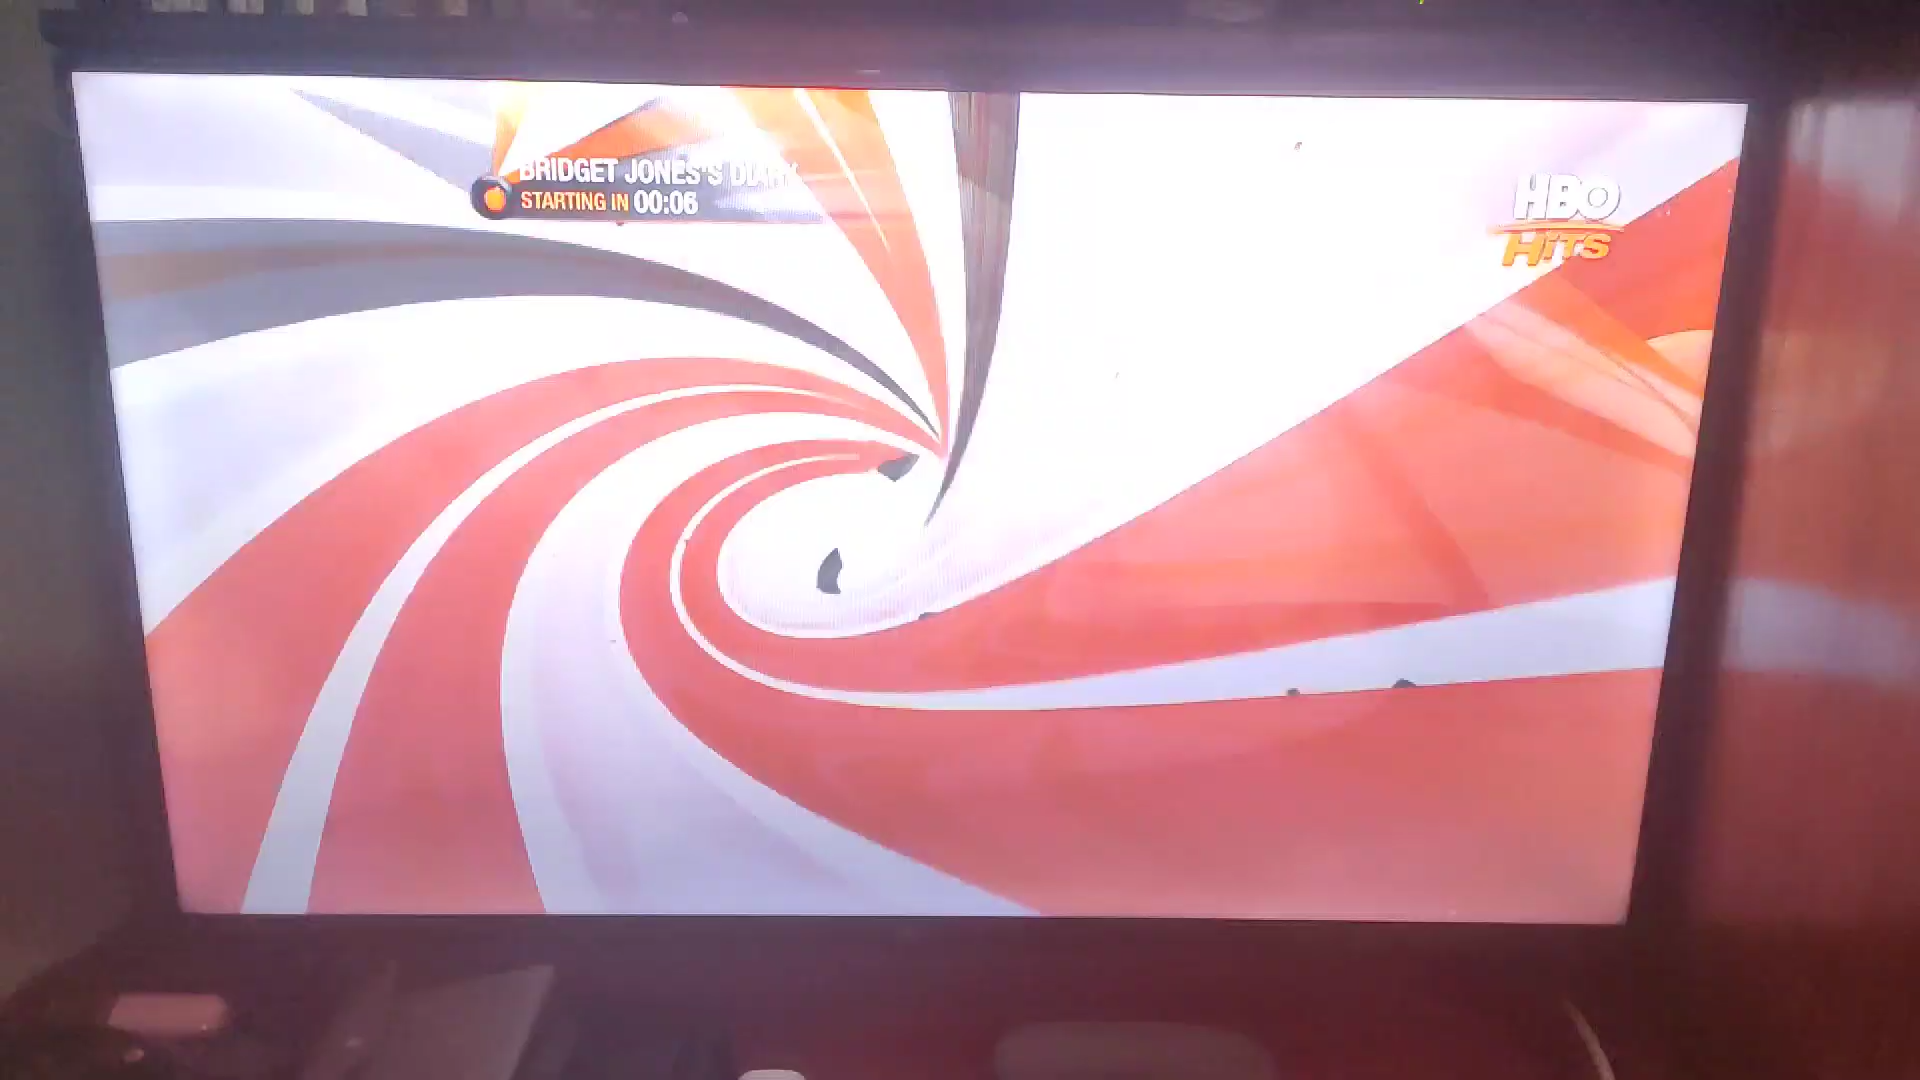 BRIDGET JONES'S DIARY
STARTING IN 00:06
HBO
HITS